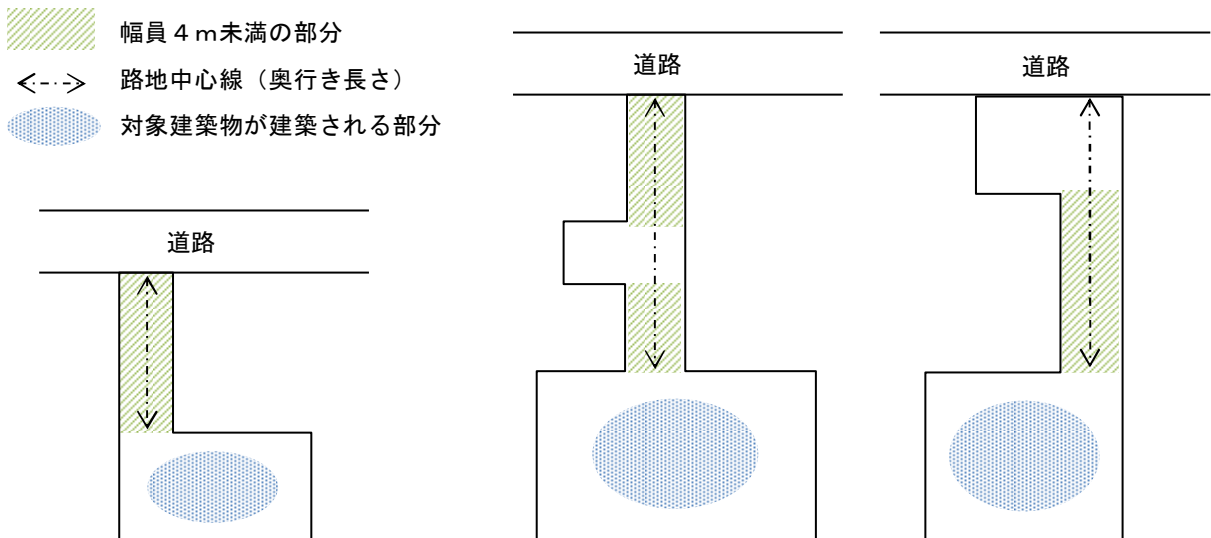 幅員４ｍ未満の部分
路地中心線（奥行き長さ）
対象建築物が建築される部分
道路
道路
道路